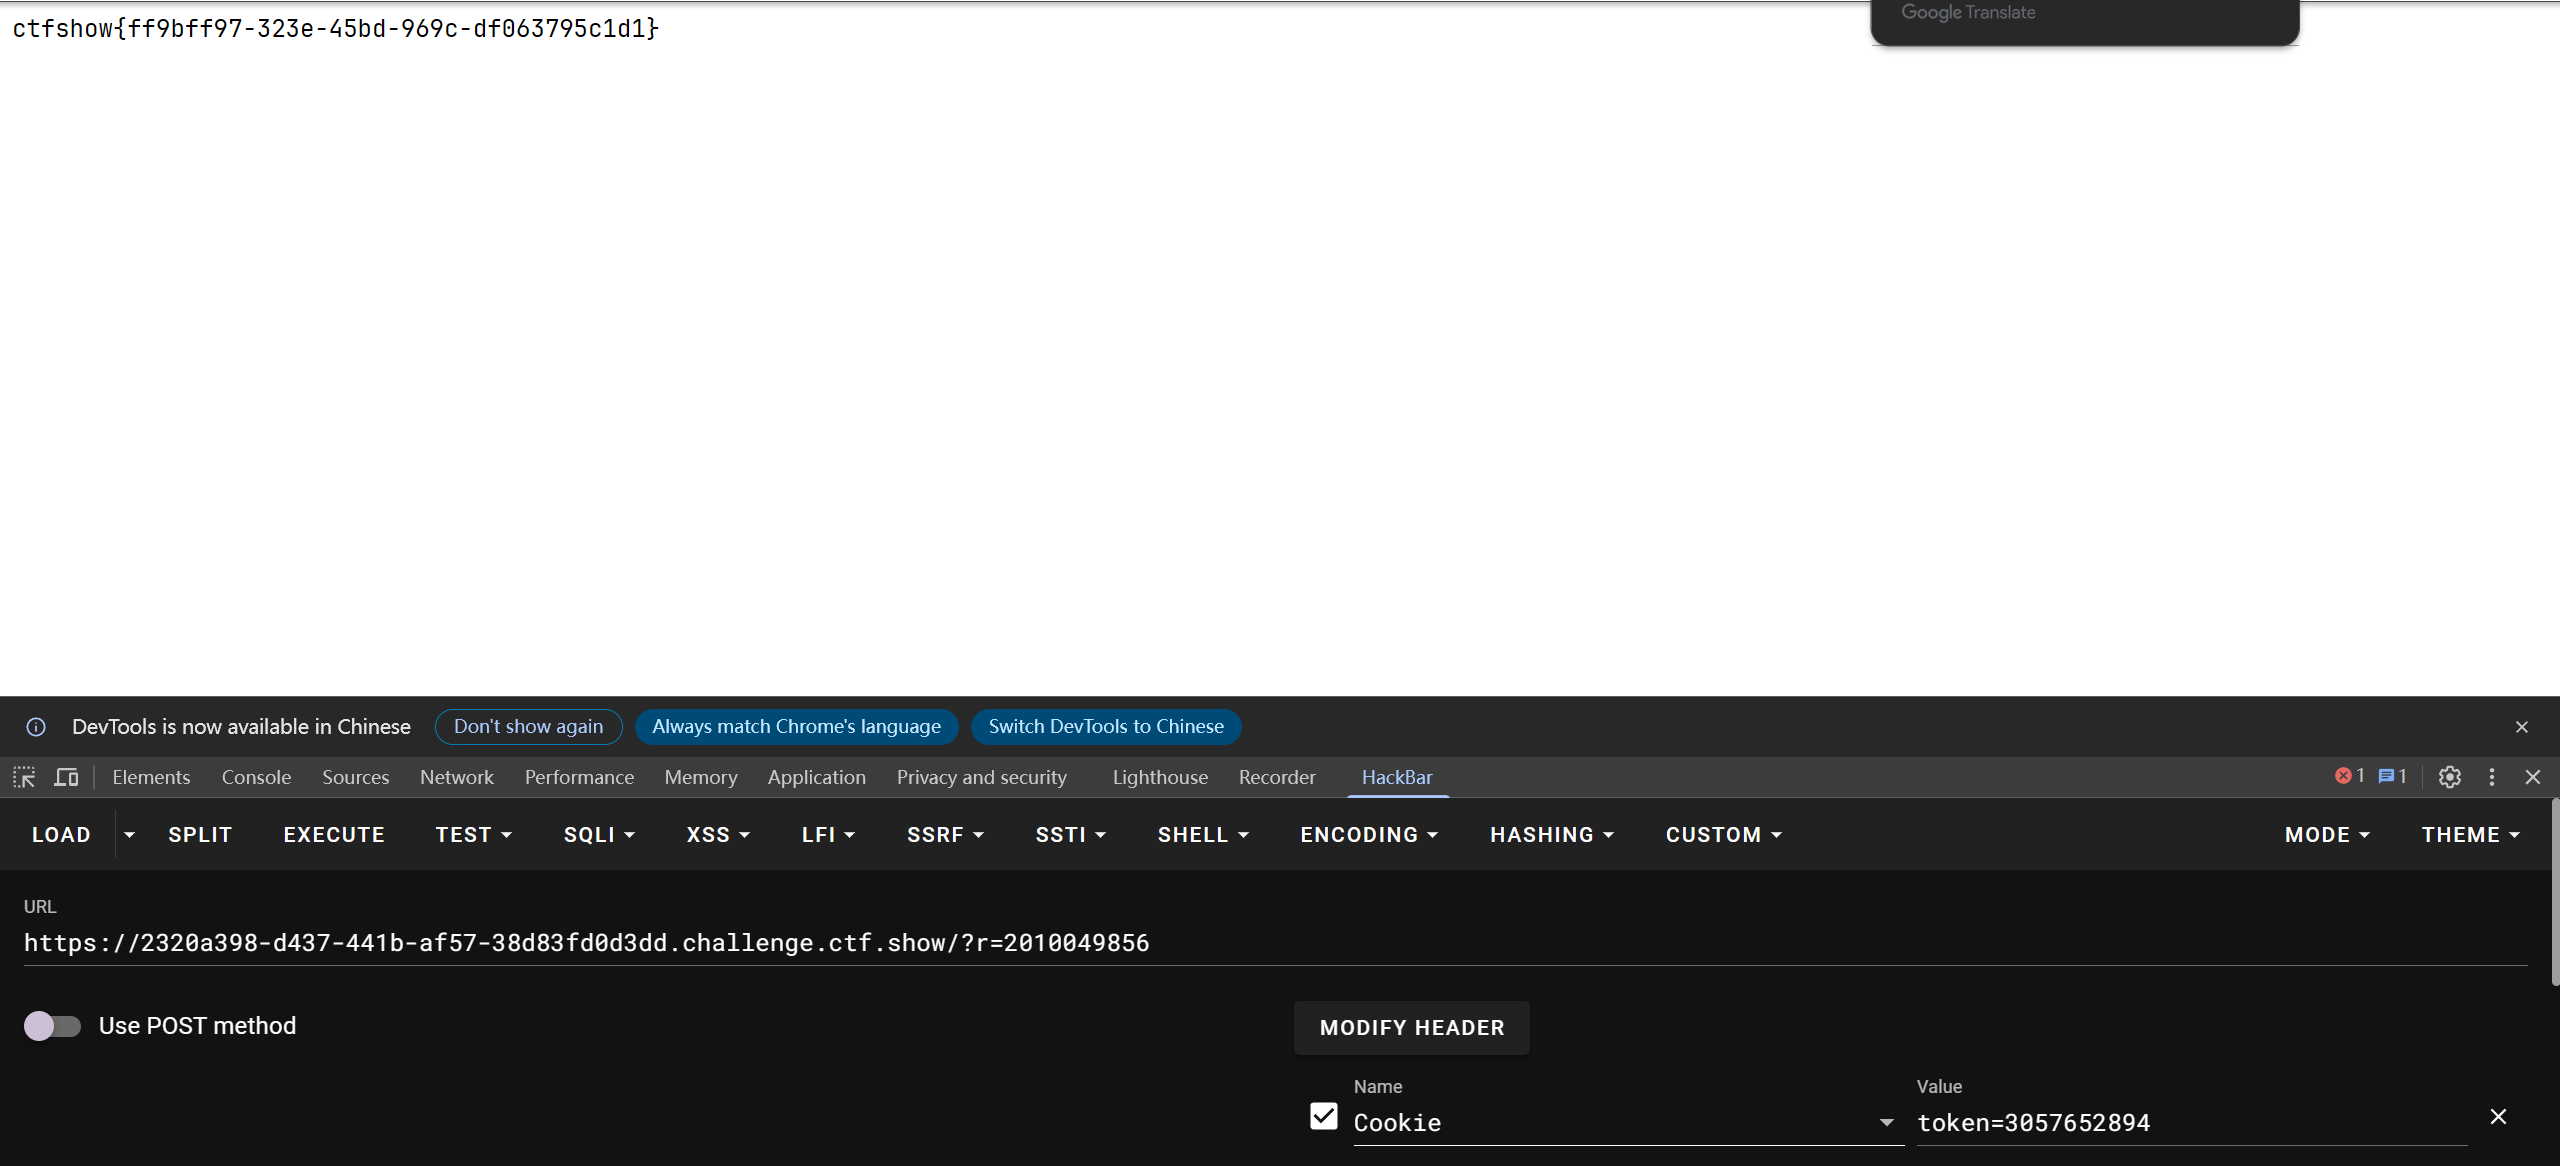 Google Translate
ctfshow{ff9bff97-323e-45bd-969c-df063795c1d1}
DevTools is now available in Chinese Don't show again Always match Chrome's language Switch DevTools to Chinese
Elements Console Sources Network Performance Memory Application Privacy and security Lighthouse Recorder HackBar 1 1
LOAD SPLIT EXECUTE TEST SQLI XSS LFI SSRF SSTI SHELL ENCODING HASHING CUSTOM MODE THEME
URL
https://2320a398-d437-441b-af57-38d83fd0d3dd.challenge.ctf.show/?r=2010049856
Use POST method MODIFY HEADER
Name Value
Cookie token=3057652894